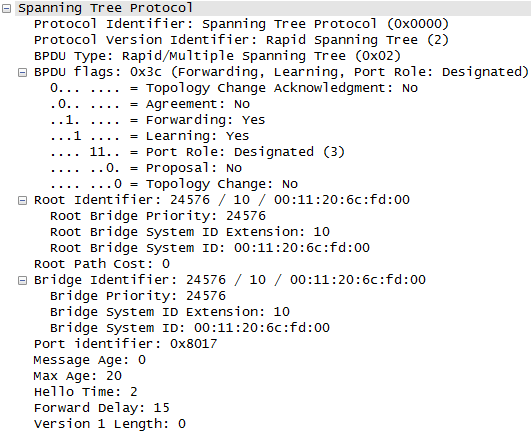 Spanning Tree Protocol
Protocol Identifier: Spanning Tree Protocol (0x0000)
Protocol Version Identifier: Rapid Spanning Tree (2)
BPDU Type: Rapid/Multiple Spanning Tree (0x02)
BPDU flags: 0x3c (Forwarding, Learning, Port Role: Designated)
0... .... = Topology Change Acknowledgment: No
.0.. .... = Agreement: No
..1. .... = Forwarding: Yes
...1 .... = Learning: Yes
.... 11.. = Port Role: Designated (3)
.... ..0. = Proposal: No
.... ...0 = Topology Change: No
Root Identifier: 24576 / 10 / 00:11:20:6c:fd:00
Root Bridge Priority: 24576
Root Bridge System ID Extension: 10
Root Bridge System ID: 00:11:20:6c:fd:00
Root Path Cost: 0
Bridge Identifier: 24576 / 10 / 00:11:20:6c:fd:00
Bridge Priority: 24576
Bridge System ID Extension: 10
Bridge System ID: 00:11:20:6c:fd:00
Port identifier: 0x8017
Message Age: 0
Max Age: 20
Hello Time: 2
Forward Delay: 15
Version 1 Length: 0